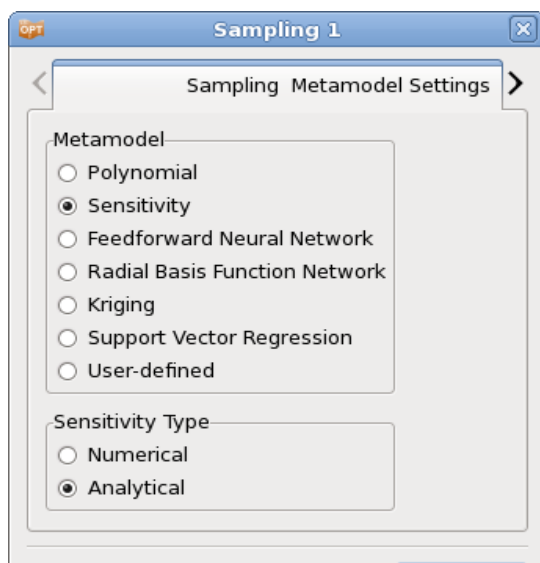 OPT
Sampling 1
Sampling Metamodel Settings
Metamodel
Polynomial
Sensitivity
Feedforward Neural Network
Radial Basis Function Network
Kriging
Support Vector Regression
User-defined
Sensitivity Type
Numerical
Analytical